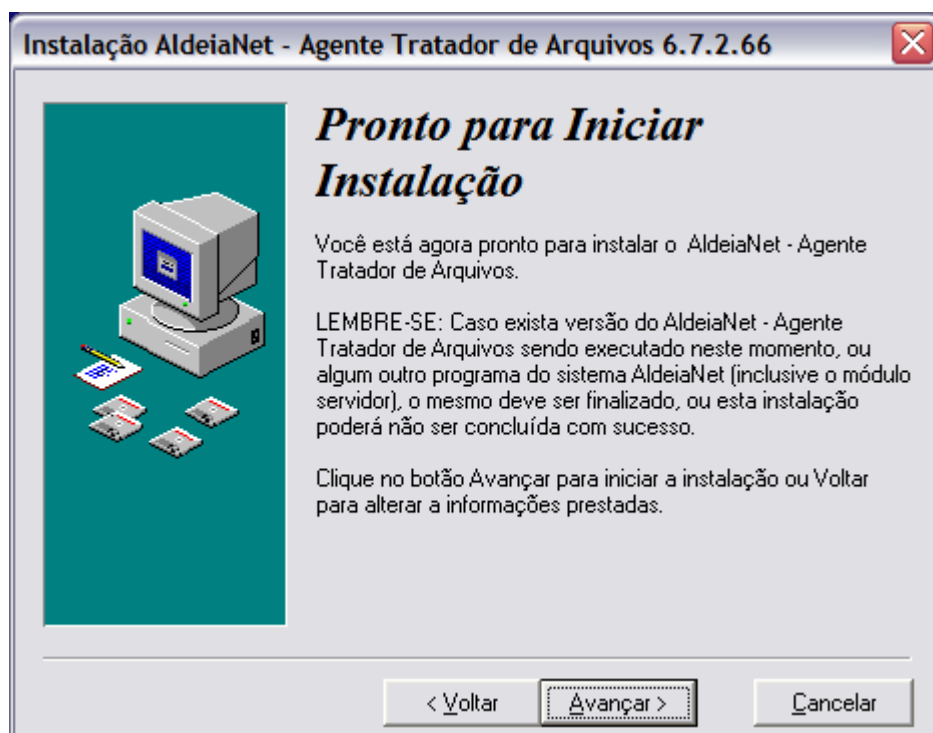 Instalação AldeiaNet - Agente Tratador de Arquivos 6.7.2.66
Pronto para Iniciar
Instalação
Você está agora pronto para instalar o  AldeiaNet - Agente
Tratador de Arquivos.
LEMBRE-SE: Caso exista versão do AldeiaNet - Agente
Tratador de Arquivos sendo executado neste momento, ou
algum outro programa do sistema AldeiaNet (inclusive o módulo
servidor), o mesmo deve ser finalizado, ou esta instalação
poderá não ser concluída com sucesso.
Clique no botão Avançar para iniciar a instalação ou Voltar
para alterar a informações prestadas.
< Voltar
Avançar >
Cancelar